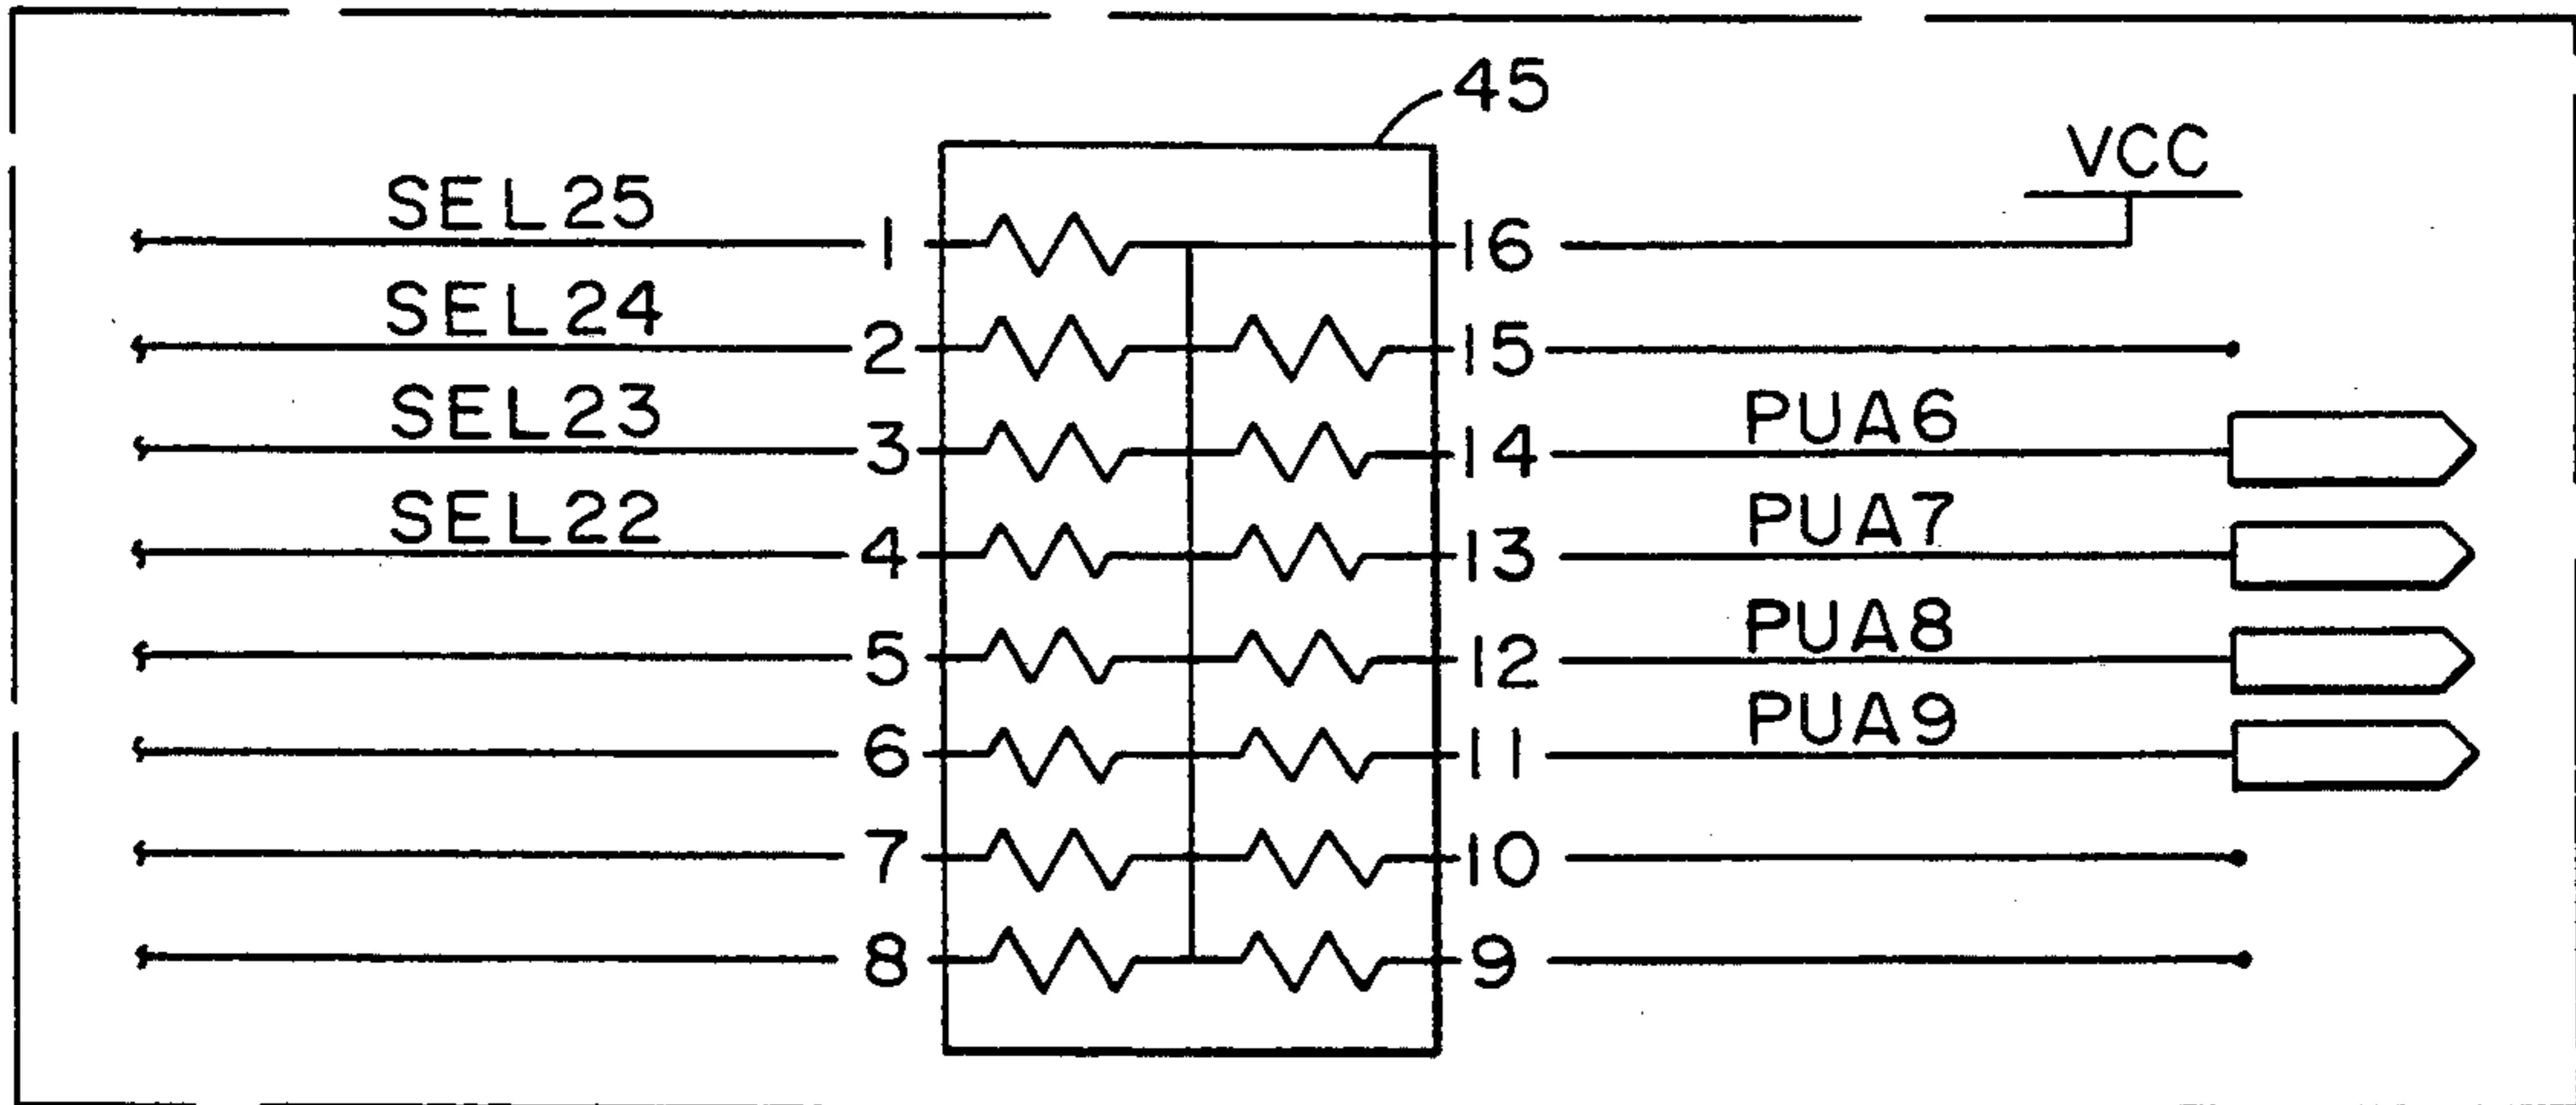 45
VCC
SEL25 1 16
SEL24 2 15
SEL23 3 14 PUA6
SEL22 4 13 PUA7
5 12 PUA8
6 11 PUA9
7 10
8 9